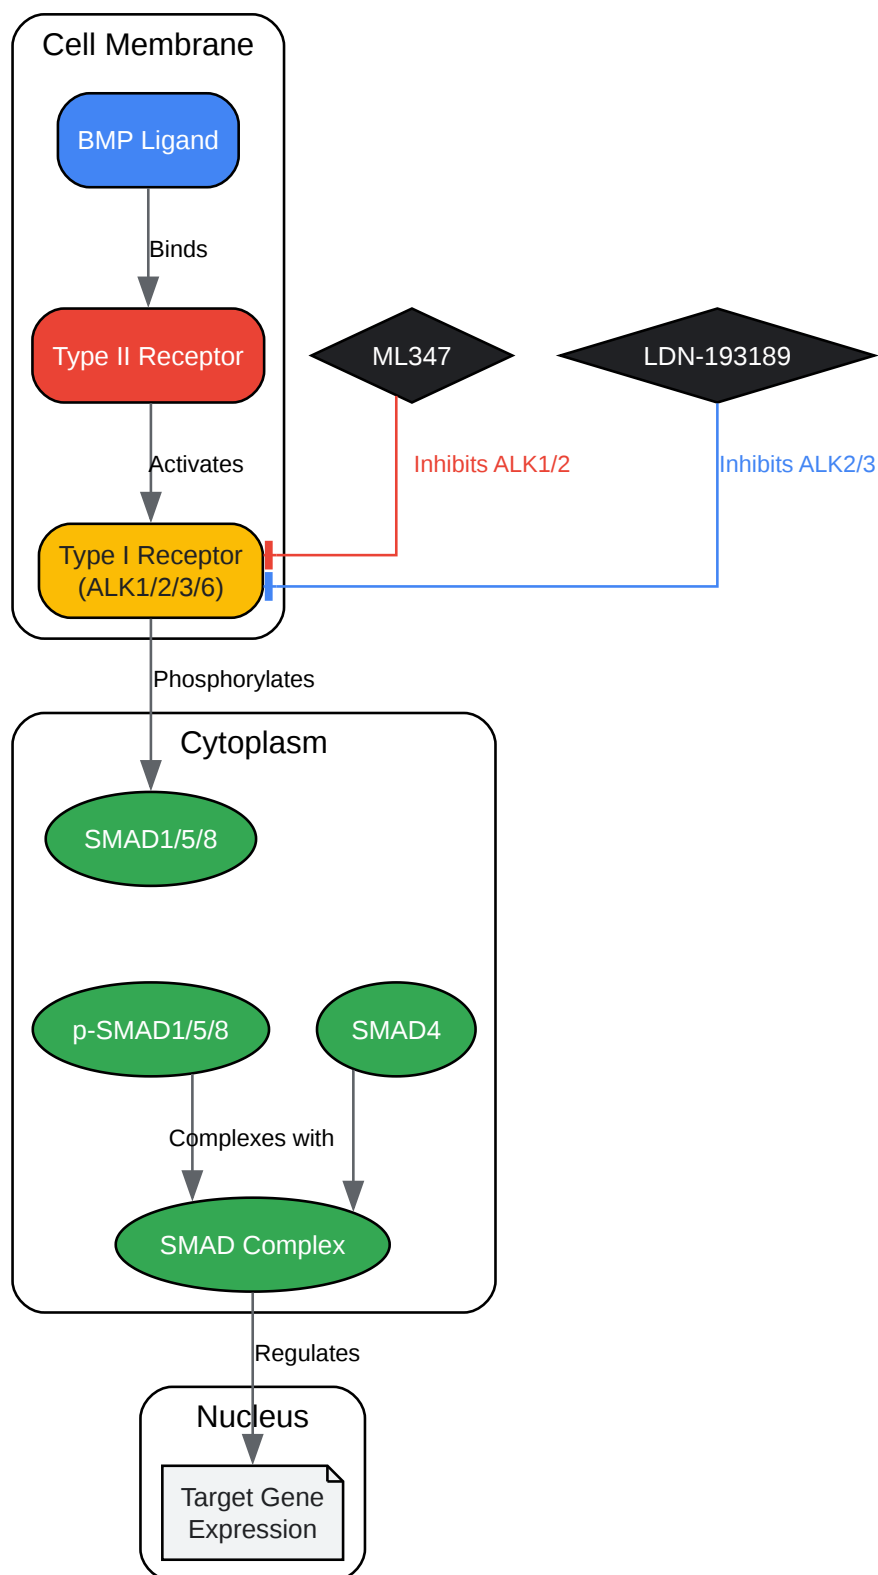 Cell Membrane
BMP Ligand
Binds
Type II Receptor
ML347
LDN-193189
Activates
Inhibits ALK1/2
Inhibits ALK2/3
Type I Receptor
(ALK1/2/3/6)
Phosphorylates
Cytoplasm
SMAD1/5/8
p-SMAD1/5/8
SMAD4
Complexes with
SMAD Complex
Regulates
Nucleus
Target Gene
Expression